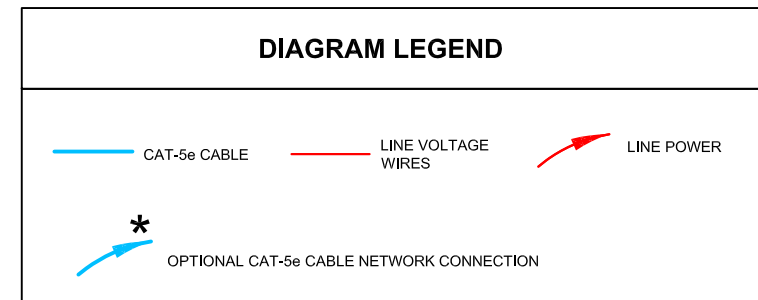 DIAGRAM LEGEND
CAT-5e CABLE
LINE VOLTAGE
WIRES
LINE POWER
*
OPTIONAL CAT-5e CABLE NETWORK CONNECTION